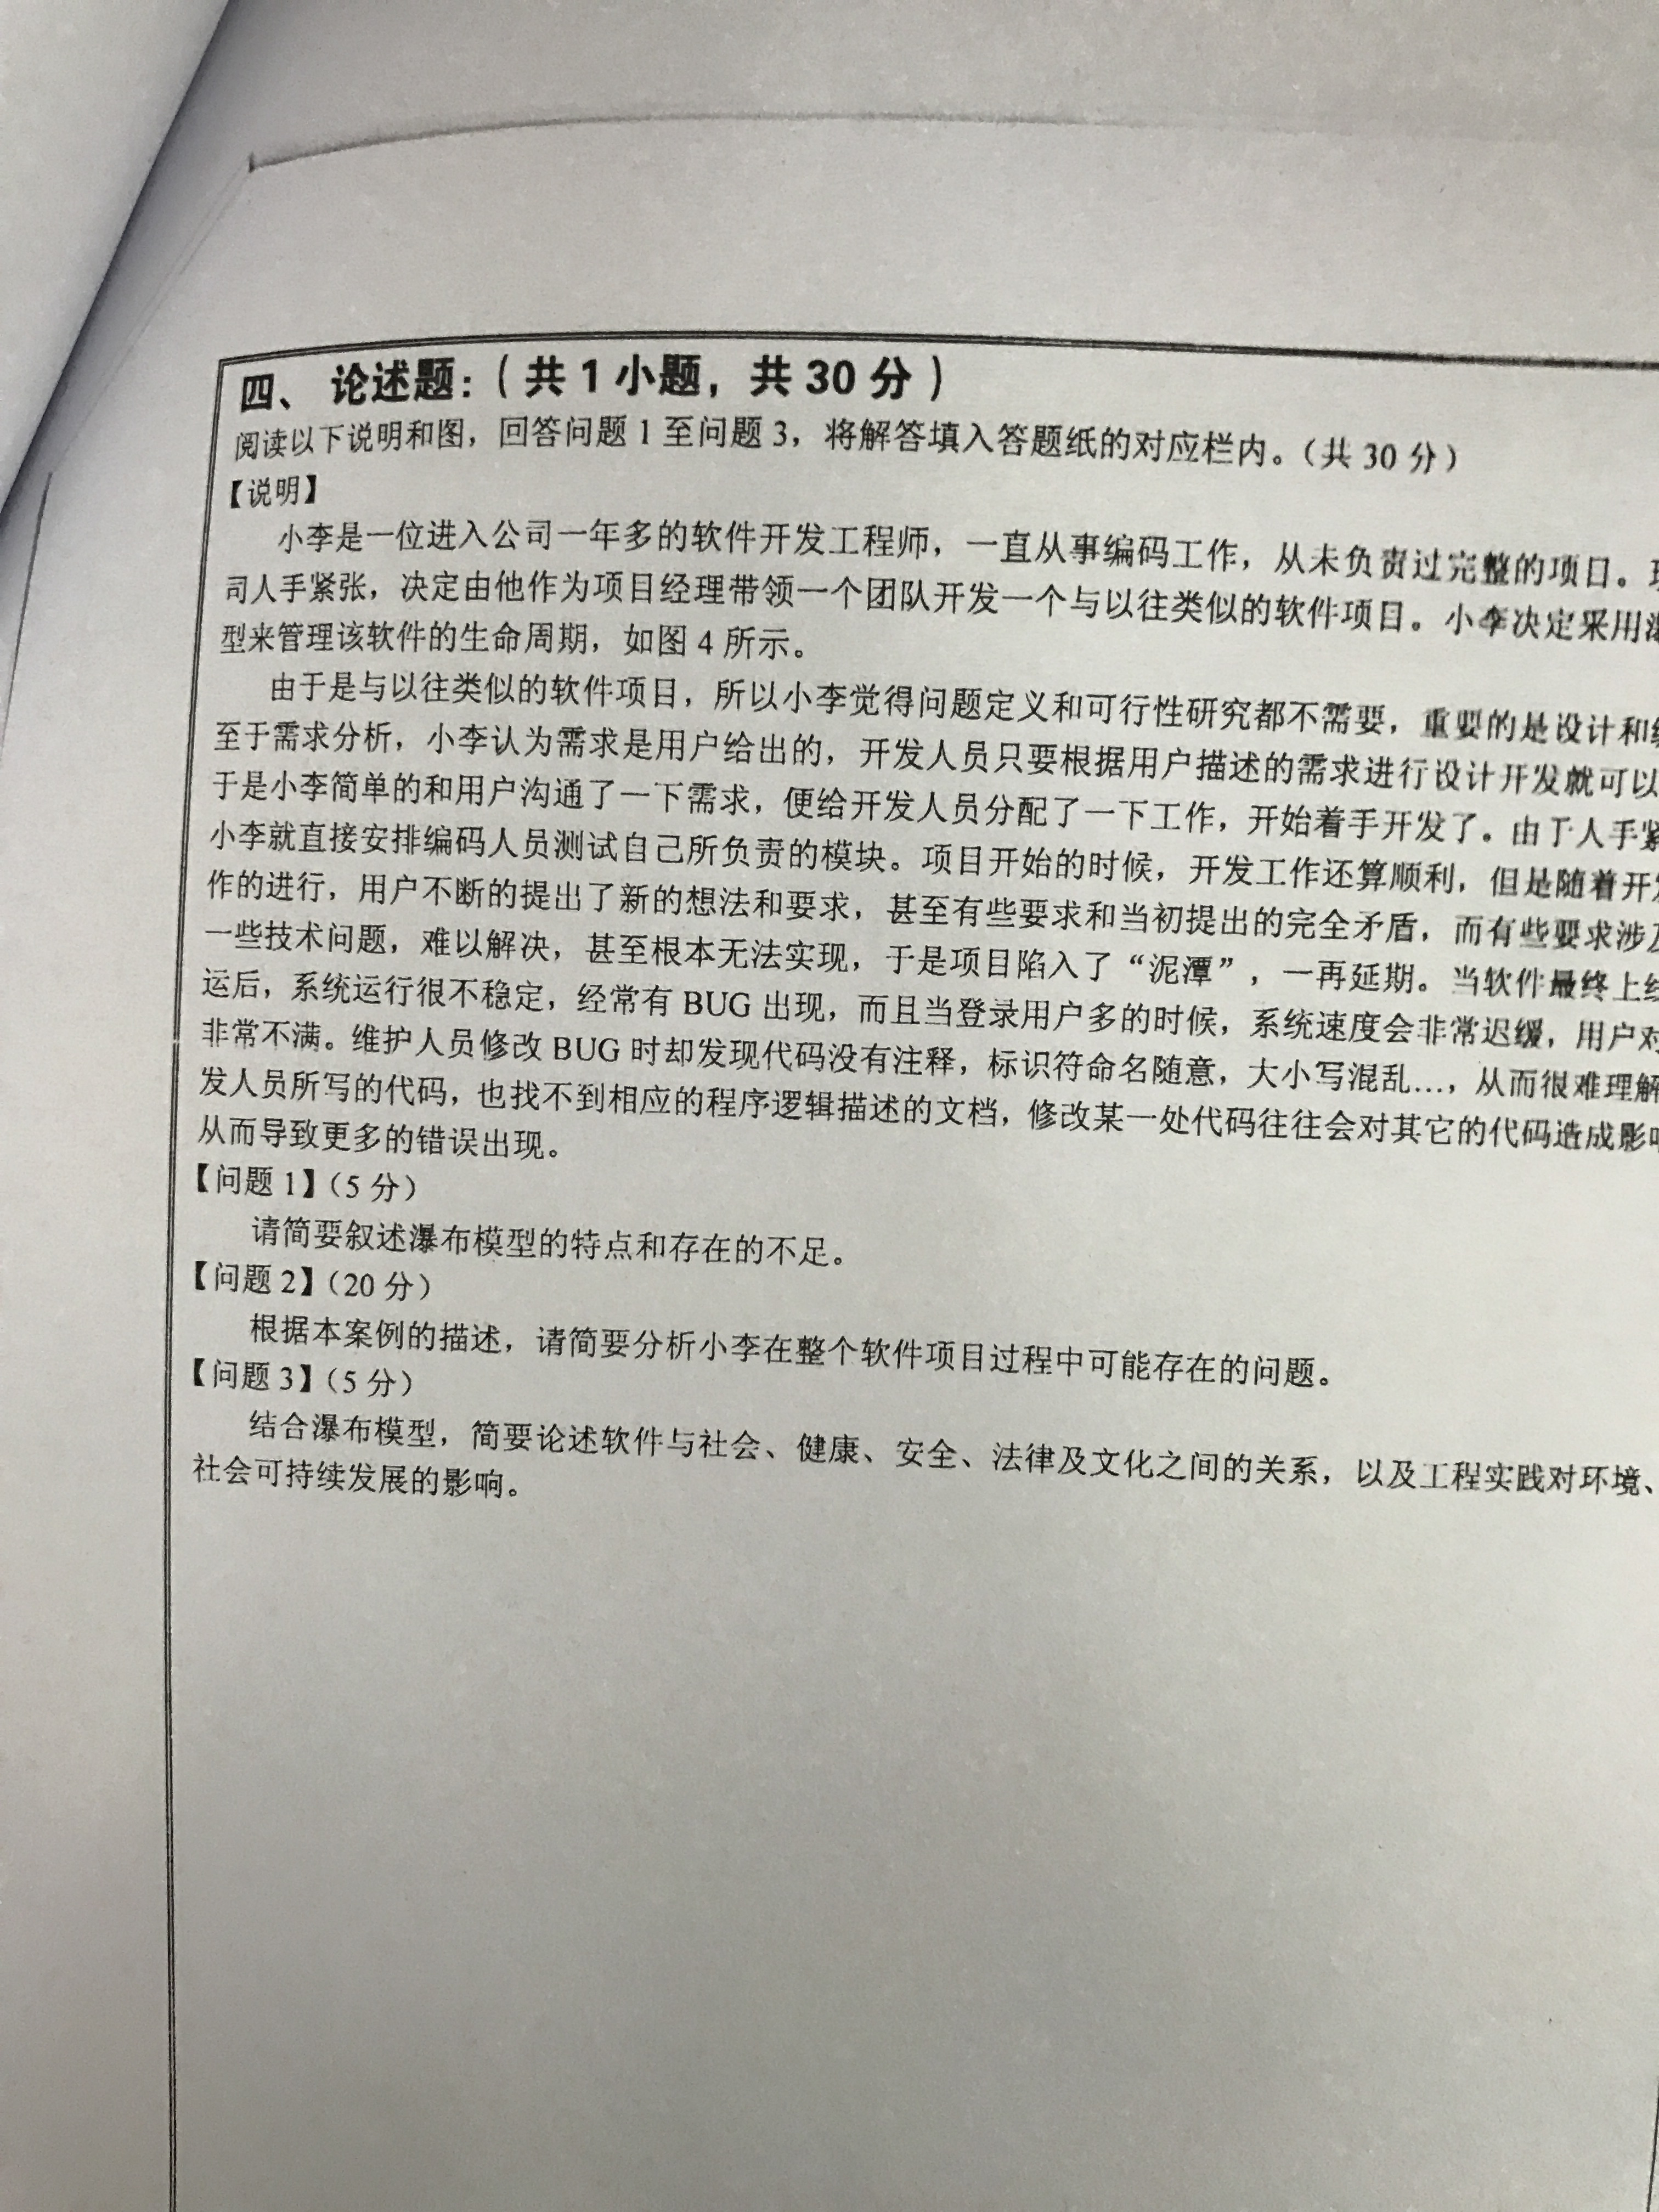 四、 论述题：（共 1 小题，共 30 分）
阅读以下说明和图，回答问题 1 至问题 3，将解答填入答题纸的对应栏内。（共 30 分）
【说明】
小李是一位进入公司一年多的软件开发工程师，一直从事编码工作，从未负责过完整的项目。
司人手紧张，决定由他作为项目经理带领一个团队开发一个与以往类似的软件项目。小李决定采用
型来管理该软件的生命周期，如图 4 所示。
由于是与以往类似的软件项目，所以小李觉得问题定义和可行性研究都不需要，重要的是设计和
至于需求分析，小李认为需求是用户给出的，开发人员只要根据用户描述的需求进行设计开发就可以
于是小李简单的和用户沟通了一下需求，便给开发人员分配了一下工作，开始着手开发了。由于人手紧
小李就直接安排编码人员测试自己所负责的模块。项目开始的时候，开发工作还算顺利，但是随着开
作的进行，用户不断的提出了新的想法和要求，甚至有些要求和当初提出的完全矛盾，而有些要求涉
一些技术问题，难以解决，甚至根本无法实现，于是项目陷入了“泥潭”，一再延期。当软件最终上
运后，系统运行很不稳定，经常有 BUG 出现，而且当登录用户多的时候，系统速度会非常迟缓，用户对
非常不满。维护人员修改 BUG 时却发现代码没有注释，标识符命名随意，大小写混乱…，从而很难理解
发人员所写的代码，也找不到相应的程序逻辑描述的文档，修改某一处代码往往会对其它的代码造成影
从而导致更多的错误出现。
【问题 1】（5 分）
请简要叙述瀑布模型的特点和存在的不足。
【问题 2】（20 分）
根据本案例的描述，请简要分析小李在整个软件项目过程中可能存在的问题。
【问题 3】（5 分）
结合瀑布模型，简要论述软件与社会、健康、安全、法律及文化之间的关系，以及工程实践对环境、
社会可持续发展的影响。